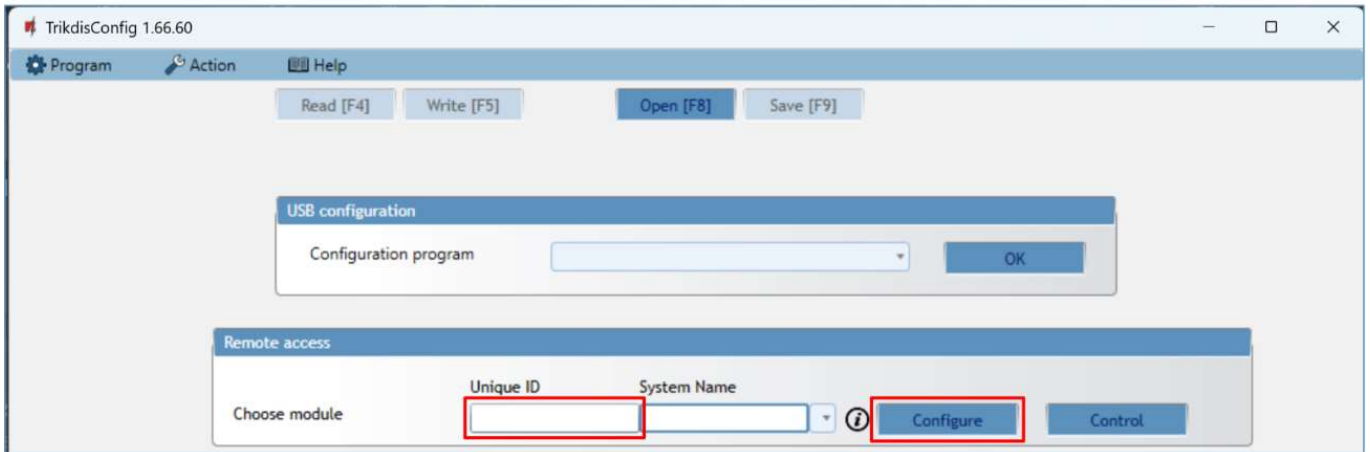 TrikdisConfig 1.66.60
Program Action Help
Read [F4] Write [F5] Open [F8] Save [F9]
USB configuration
Configuration program OK
Remote access
Unique ID System Name
Choose module i Configure Control